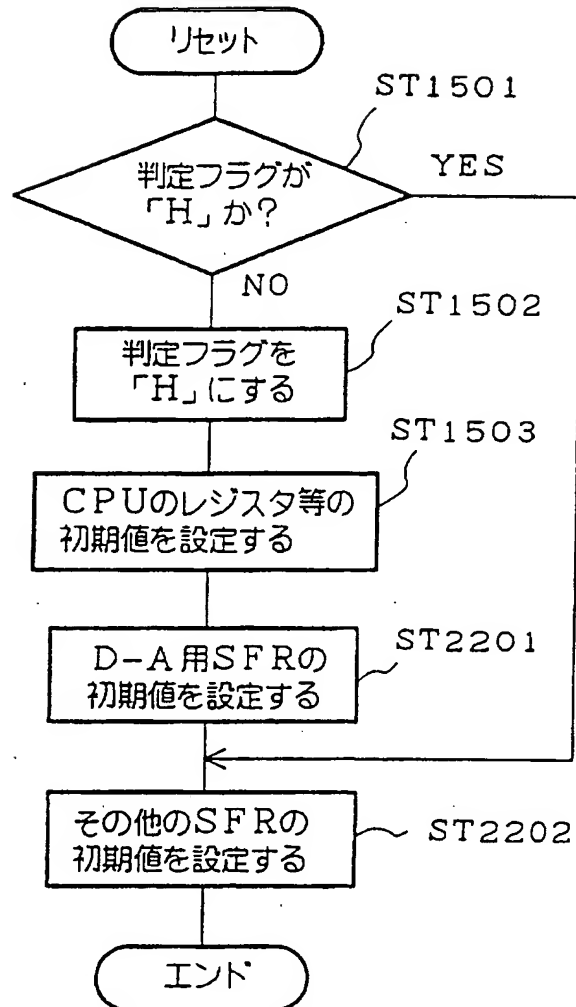 リセット
ST1501
判定フラグが
「H」か?
YES
NO
ST1502
判定フラグを
「H」にする
ST1503
CPUのレジスタ等の
初期値を設定する
ST2201
D-A用SFRの
初期値を設定する
その他のSFRの
初期値を設定する
ST2202
エンド